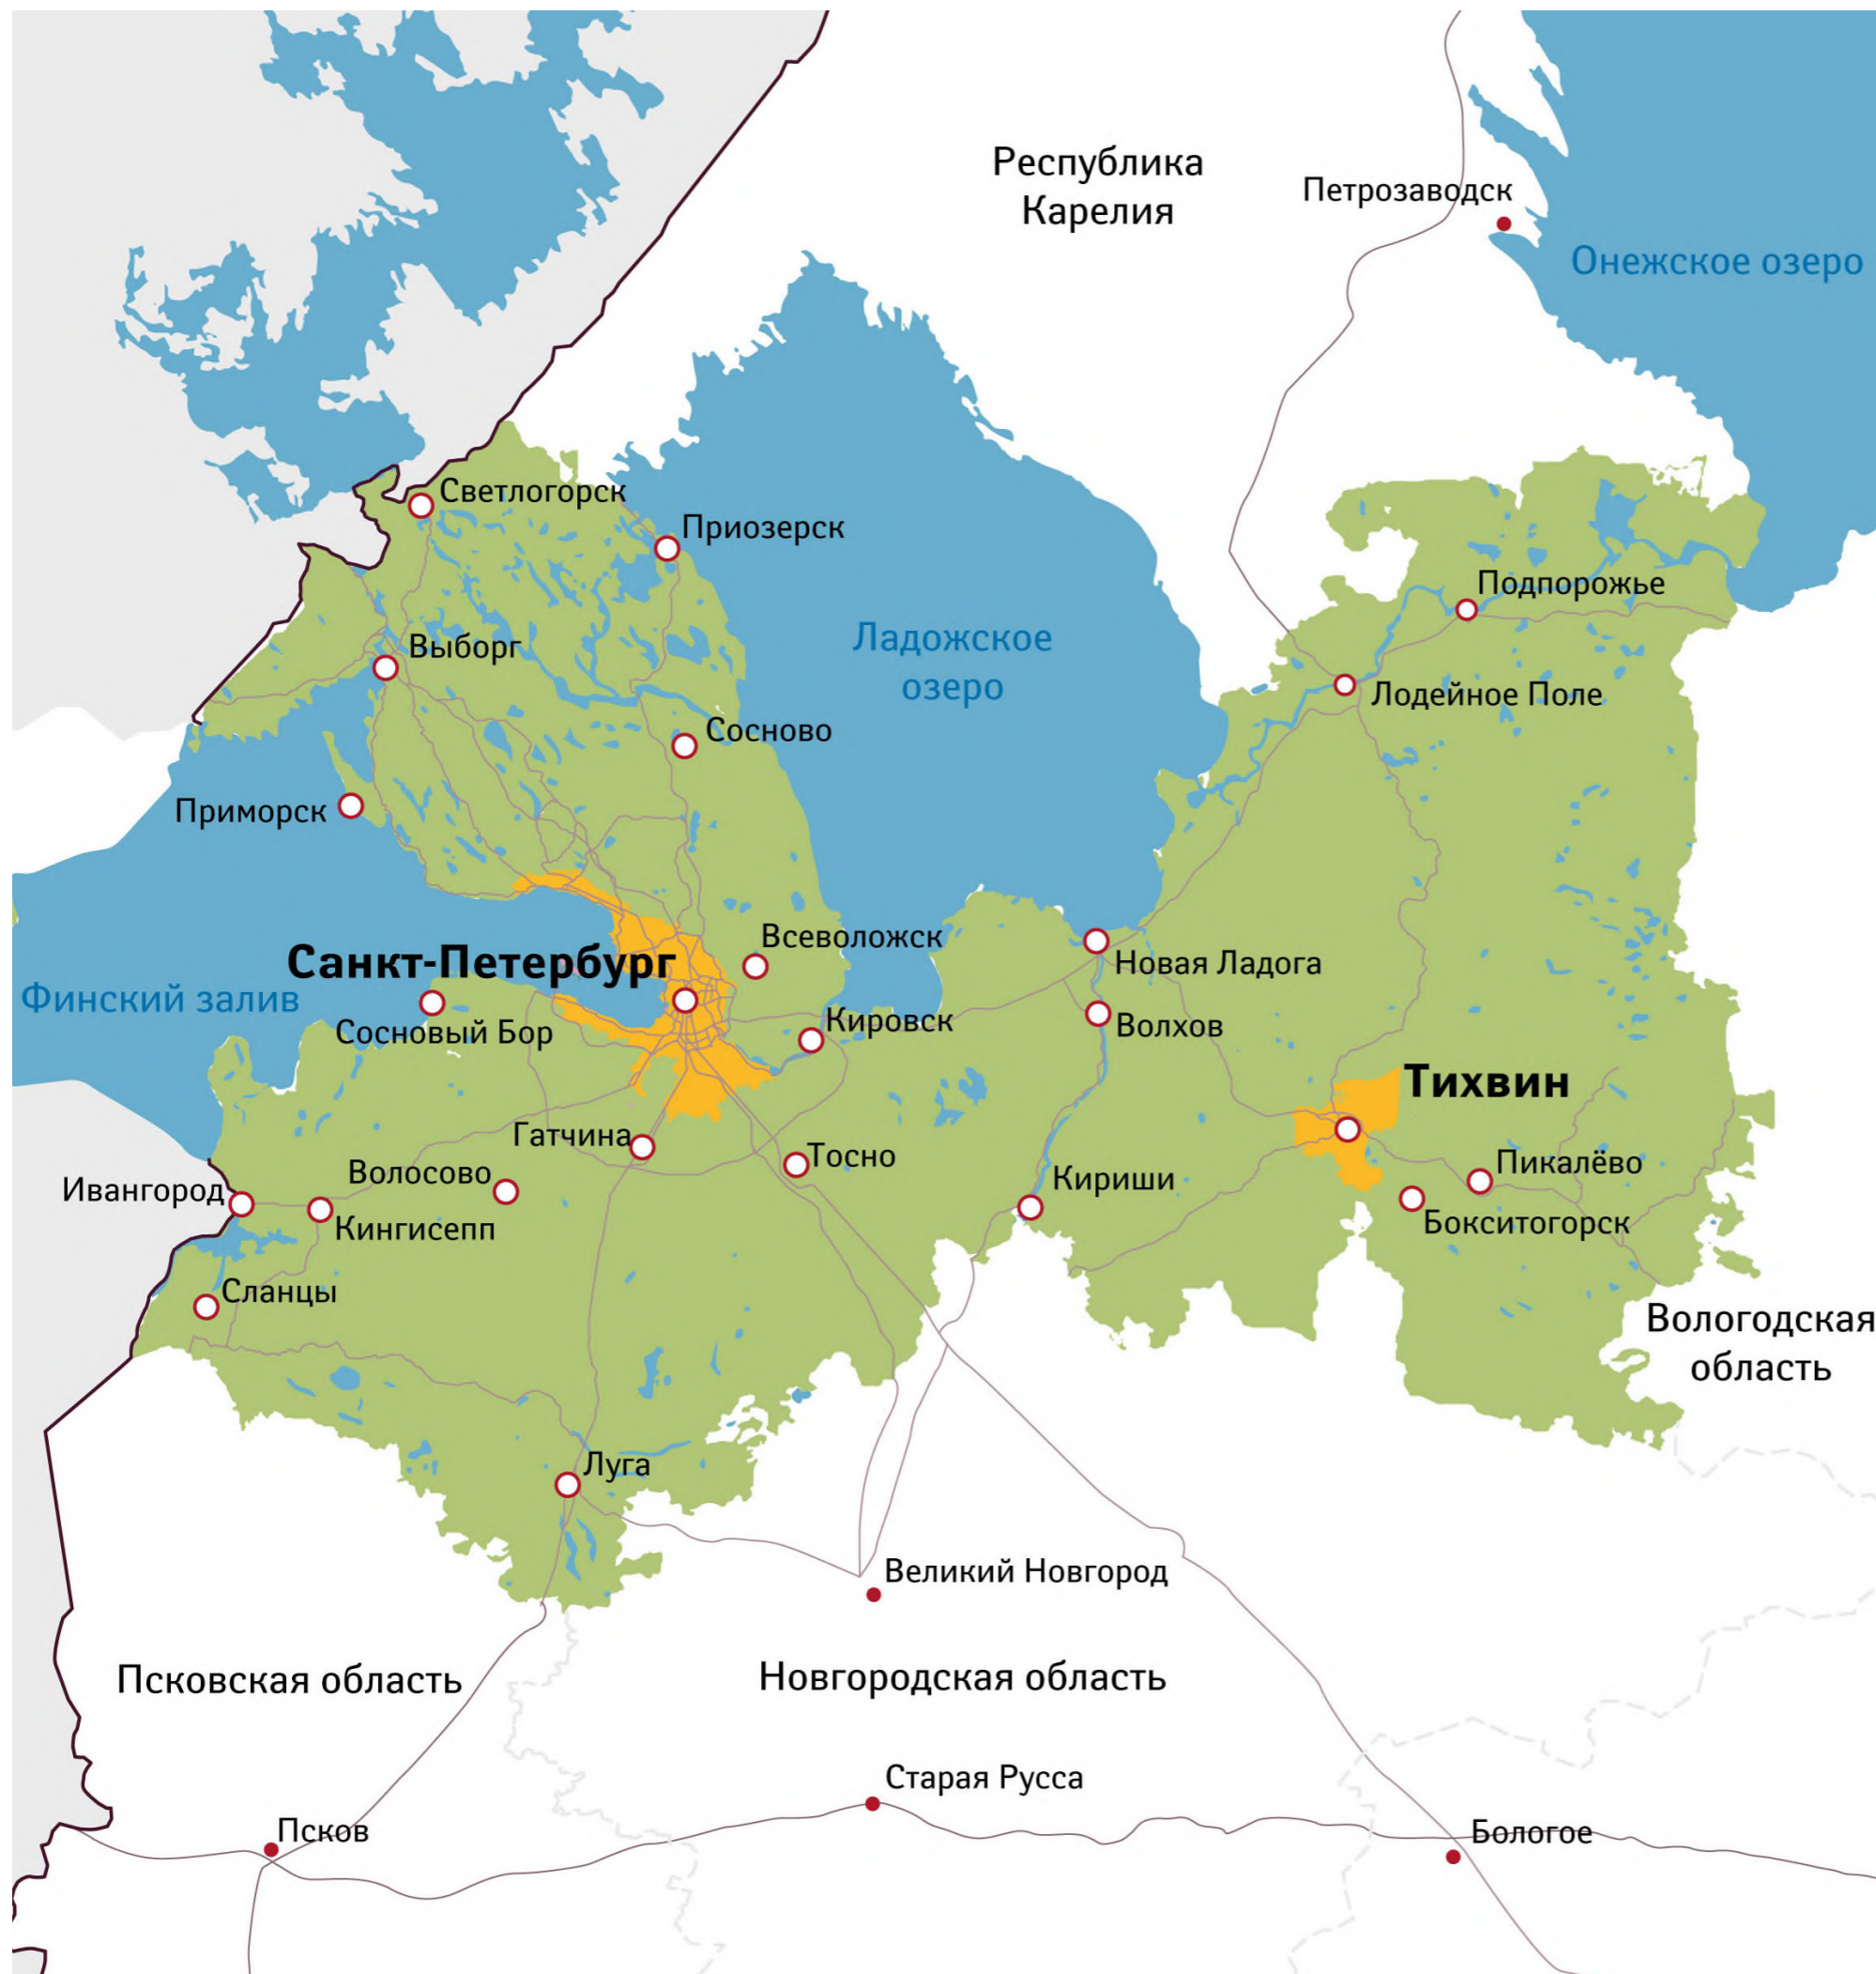 Республика
Карелия
Петрозаводск
Онежское озеро
Светлогорск
Приозерск
Подпорожье
Выборг
Ладожское
озеро
Лодейное Поле
Сосново
Приморск
Всеволожск
Санкт-Петербург
Новая Ладога
Финский залив
Сосновый Бор
Кировск
Волхов
Тихвин
Гатчина
Тосно
Пикалёво
Волосово
Кириши
Ивангород
Кингисепп
Бокситогорск
Сланцы
Вологодская
область
Луга
Великий Новгород
Псковская область
Новгородская область
Старая Русса
Псков
Бологое